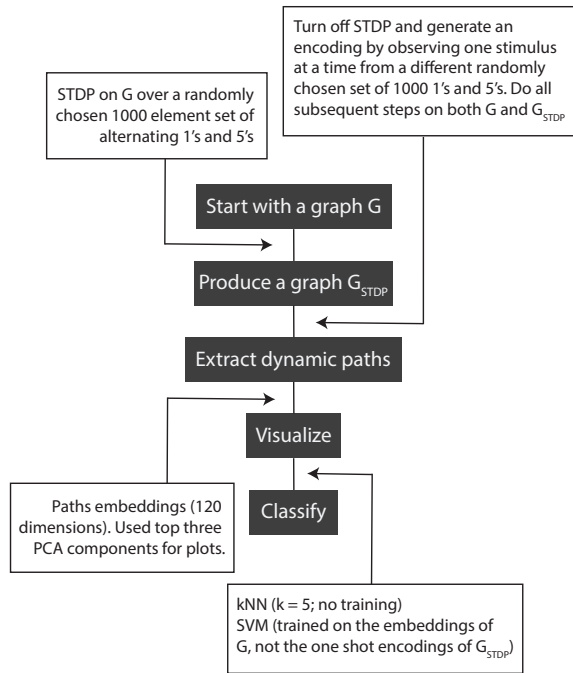 Turn off STDP and generate an
encoding by observing one stimulus
at a time from a different randomly
chosen set of 1000 1's and 5's. Do all
subsequent steps on both G and G_STDP
STDP on G over a randomly
chosen 1000 element set of
alternating 1's and 5's
Start with a graph G
Produce a graph G_STDP
Extract dynamic paths
Visualize
Classify
Paths embeddings (120
dimensions). Used top three
PCA components for plots.
kNN (k = 5; no training)
SVM (trained on the embeddings of
G, not the one shot encodings of G_STDP)